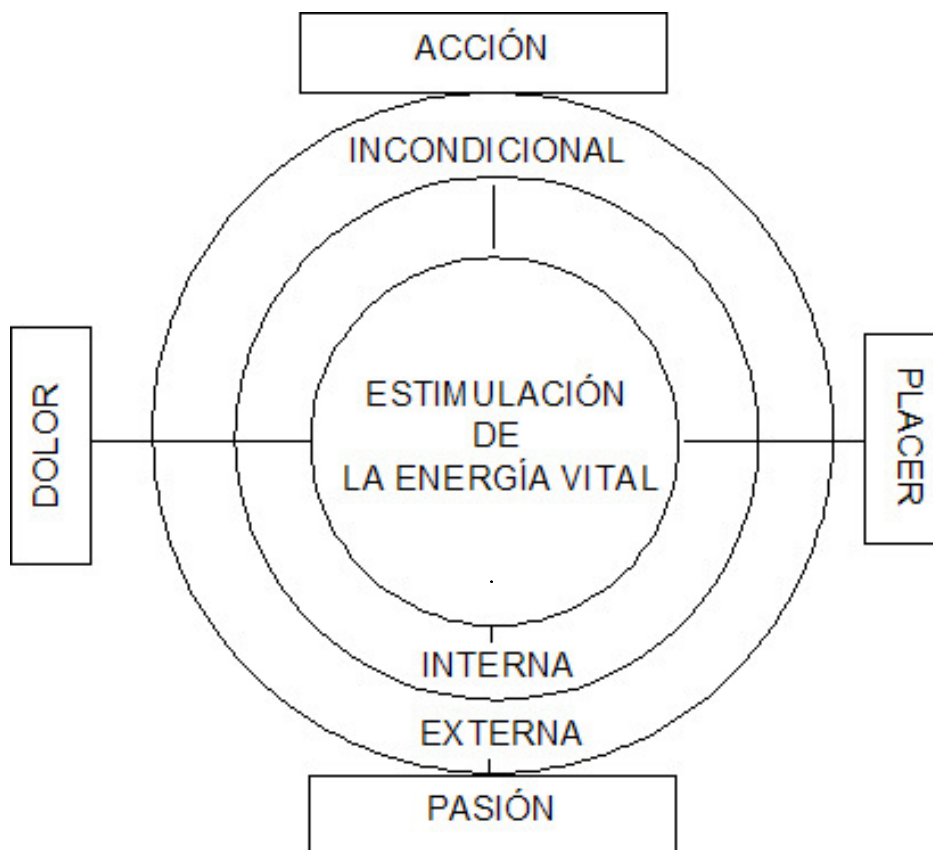 ACCIÓN
INCONDICIONAL
DOLOR
ESTIMULACIÓN
DE
LA ENERGÍA VITAL
PLACER
INTERNA
EXTERNA
PASIÓN